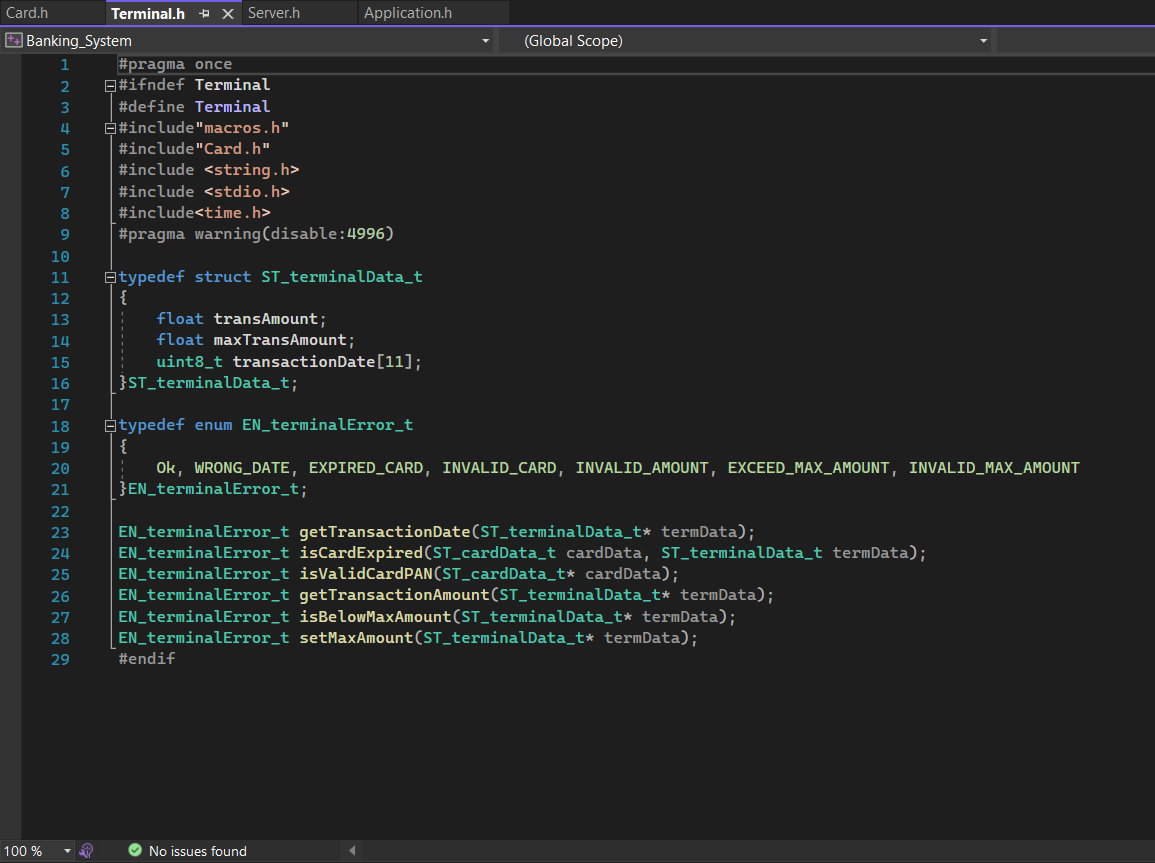 Card.h Terminal.h Server.h Application.h
Banking_System (Global Scope)
1 #pragma once
2 #ifndef Terminal
3 #define Terminal
4 #include"macros.h"
5 #include"Card.h"
6 #include <string.h>
7 #include <stdio.h>
8 #include<time.h>
9 #pragma warning(disable:4996)
10
11 typedef struct ST_terminalData_t
12 {
13     float transAmount;
14     float maxTransAmount;
15     uint8_t transactionDate[11];
16 }ST_terminalData_t;
17
18 typedef enum EN_terminalError_t
19 {
20     Ok, WRONG_DATE, EXPIRED_CARD, INVALID_CARD, INVALID_AMOUNT, EXCEED_MAX_AMOUNT, INVALID_MAX_AMOUNT
21 }EN_terminalError_t;
22
23 EN_terminalError_t getTransactionDate(ST_terminalData_t* termData);
24 EN_terminalError_t isCardExpired(ST_cardData_t cardData, ST_terminalData_t termData);
25 EN_terminalError_t isValidCardPAN(ST_cardData_t* cardData);
26 EN_terminalError_t getTransactionAmount(ST_terminalData_t* termData);
27 EN_terminalError_t isBelowMaxAmount(ST_terminalData_t* termData);
28 EN_terminalError_t setMaxAmount(ST_terminalData_t* termData);
29 #endif
100 % No issues found